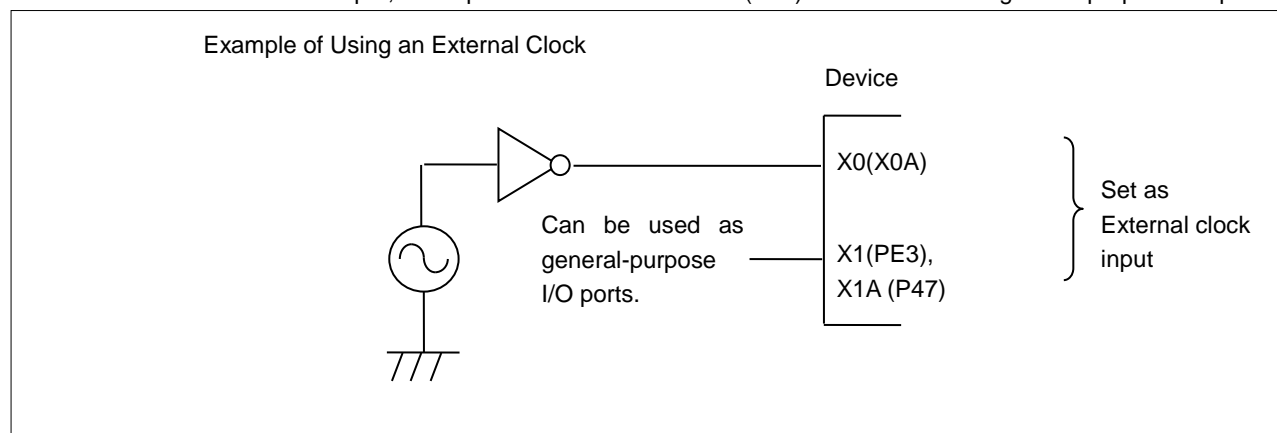 Example of Using an External Clock
Device
X0(X0A)
Can be used as
general-purpose
I/O ports.
X1(PE3),
X1A (P47)
Set as
External clock
input